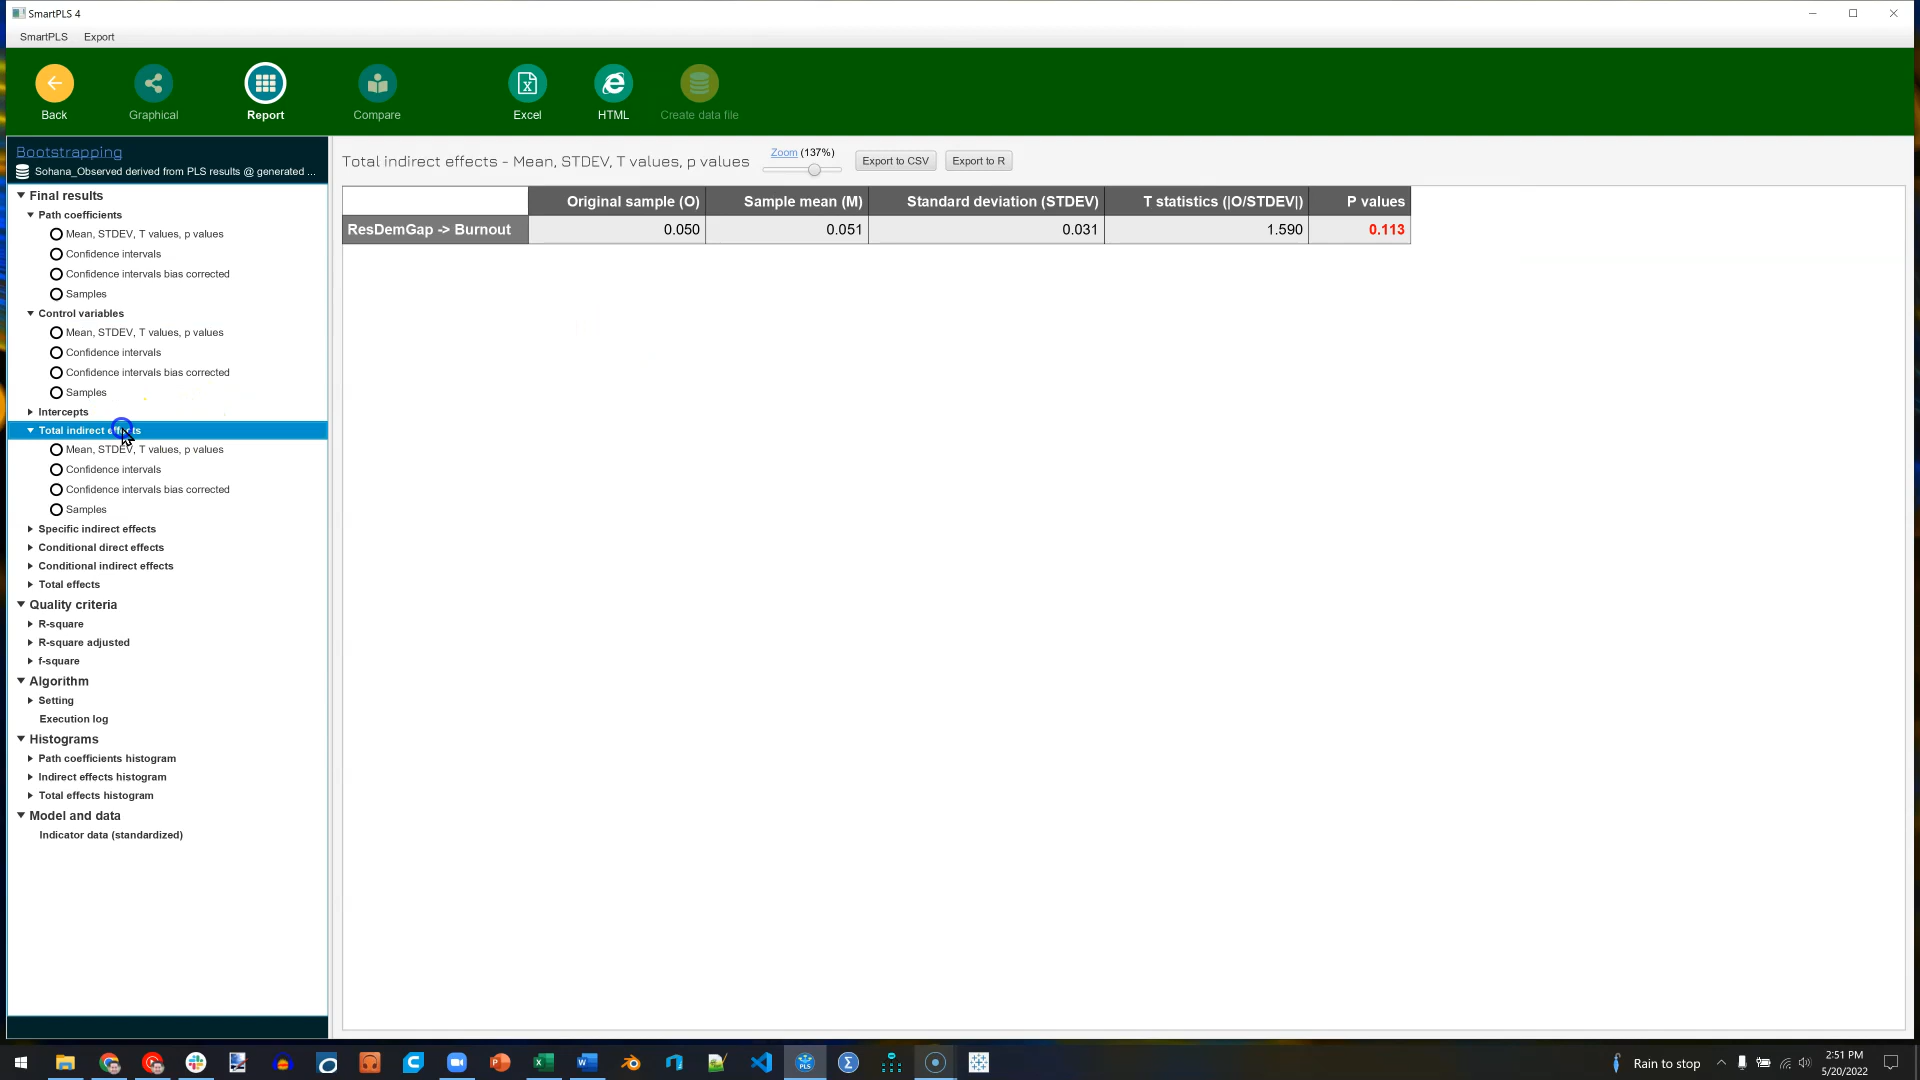 SmartPLS 4
SmartPLS Export
Back Graphical Report Compare Excel HTML Create data file
Bootstrapping
Sohana_Observed derived from PLS results @ generated ...
Total indirect effects - Mean, STDEV, T values, p values Zoom (137%) Export to CSV Export to R
Original sample (O) Sample mean (M) Standard deviation (STDEV) T statistics (|O/STDEV|) P values
ResDemGap -> Burnout 0.050 0.051 0.031 1.590 0.113
Final results
Path coefficients
Mean, STDEV, T values, p values
Confidence intervals
Confidence intervals bias corrected
Samples
Control variables
Mean, STDEV, T values, p values
Confidence intervals
Confidence intervals bias corrected
Samples
Intercepts
Total indirect effects
Mean, STDEV, T values, p values
Confidence intervals
Confidence intervals bias corrected
Samples
Specific indirect effects
Conditional direct effects
Conditional indirect effects
Total effects
Quality criteria
R-square
R-square adjusted
f-square
Algorithm
Setting
Execution log
Histograms
Path coefficients histogram
Indirect effects histogram
Total effects histogram
Model and data
Indicator data (standardized)
PLS
Rain to stop
2:51 PM
5/20/2022